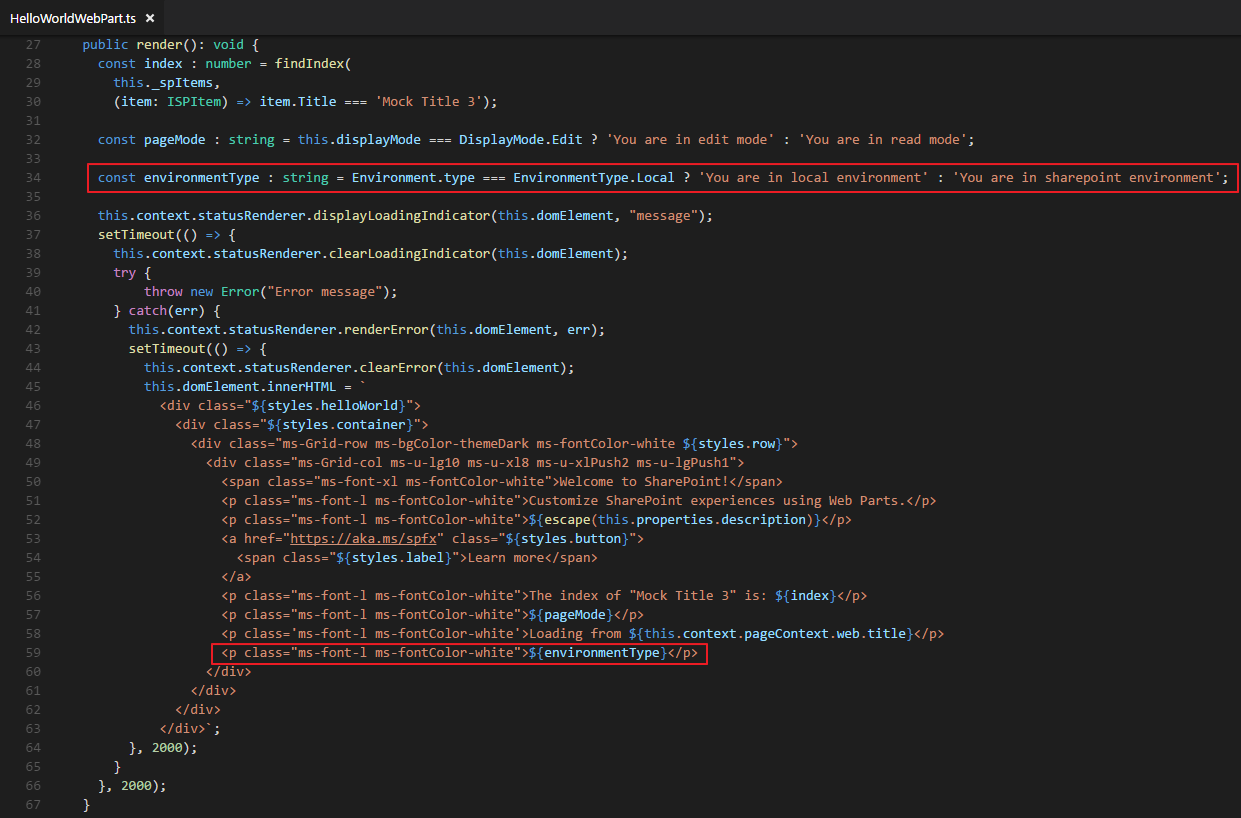 HelloWorldWebPart.ts ×
27 public render(): void {
28 const index : number = findIndex(
29 this._spItems,
30 (item: ISPItem) => item.Title === 'Mock Title 3');
31
32 const pageMode : string = this.displayMode === DisplayMode.Edit ? 'You are in edit mode' : 'You are in read mode';
33
34 const environmentType : string = Environment.type === EnvironmentType.Local ? 'You are in local environment' : 'You are in sharepoint environment';
35
36 this.context.statusRenderer.displayLoadingIndicator(this.domElement, "message");
37 setTimeout(() => {
38 this.context.statusRenderer.clearLoadingIndicator(this.domElement);
39 try {
40 throw new Error("Error message");
41 } catch(err) {
42 this.context.statusRenderer.renderError(this.domElement, err);
43 setTimeout(() => {
44 this.context.statusRenderer.clearError(this.domElement);
45 this.domElement.innerHTML = `
46 <div class="${styles.helloWorld}">
47 <div class="${styles.container}">
48 <div class="ms-Grid-row ms-bgColor-themeDark ms-fontColor-white ${styles.row}">
49 <div class="ms-Grid-col ms-u-lg10 ms-u-xl8 ms-u-xlPush2 ms-u-lgPush1">
50 <span class="ms-font-xl ms-fontColor-white">Welcome to SharePoint!</span>
51 <p class="ms-font-l ms-fontColor-white">Customize SharePoint experiences using Web Parts.</p>
52 <p class="ms-font-l ms-fontColor-white">${escape(this.properties.description)}</p>
53 <a href="https://aka.ms/spfx" class="${styles.button}">
54 <span class="${styles.label}">Learn more</span>
55 </a>
56 <p class="ms-font-l ms-fontColor-white">The index of "Mock Title 3" is: ${index}</p>
57 <p class="ms-font-l ms-fontColor-white">${pageMode}</p>
58 <p class='ms-font-l ms-fontColor-white'>Loading from ${this.context.pageContext.web.title}</p>
59 <p class="ms-font-l ms-fontColor-white">${environmentType}</p>
60 </div>
61 </div>
62 </div>
63 </div>`;
64 }, 2000);
65 }
66 }, 2000);
67 }